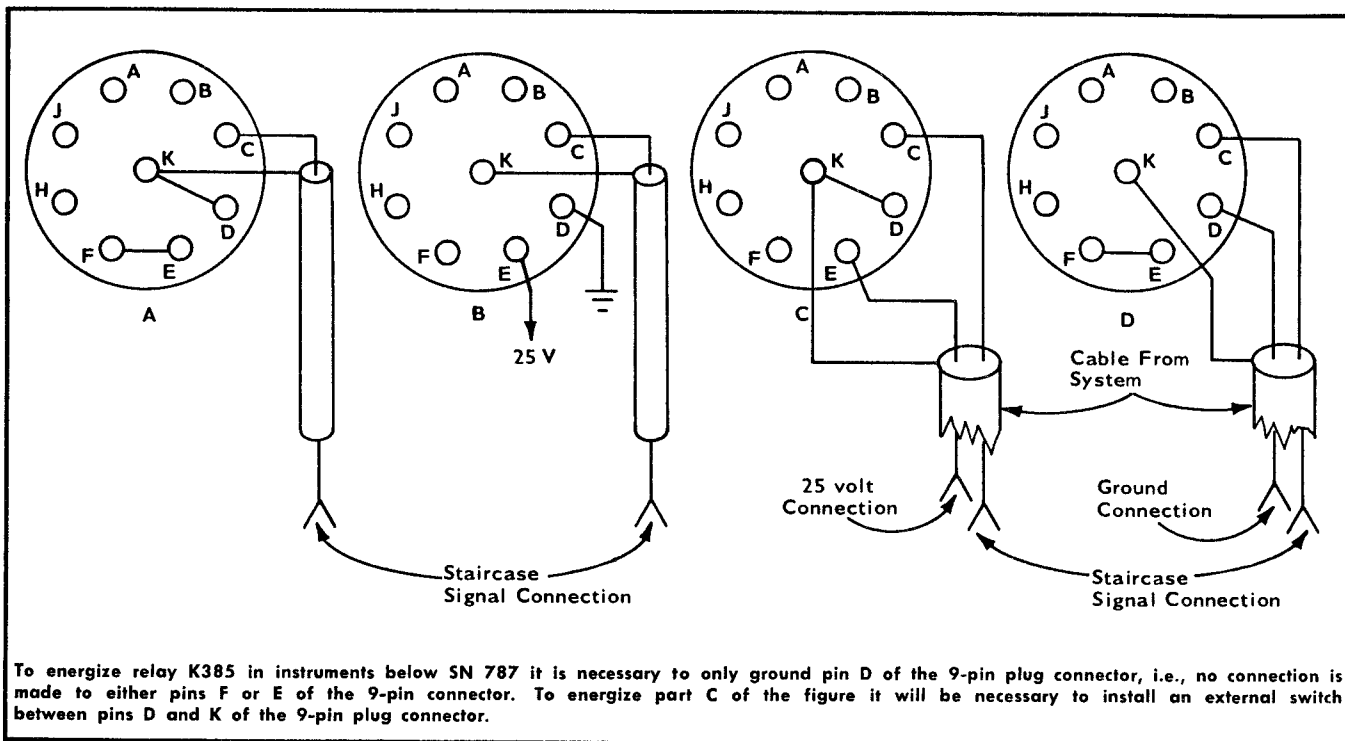 A
B
J
C
K
H
D
F
E
A
A
B
J
C
K
H
D
F
E
B
25 V
A
B
J
C
K
H
D
F
E
C
A
B
J
C
K
H
D
F
E
D
Cable From
System
25 volt
Connection
Ground
Connection
Staircase
Signal Connection
Staircase
Signal Connection
To energize relay K385 in instruments below SN 787 it is necessary to only ground pin D of the 9-pin plug connector, i.e., no connection is
made to either pins F or E of the 9-pin connector. To energize part C of the figure it will be necessary to install an external switch
between pins D and K of the 9-pin plug connector.